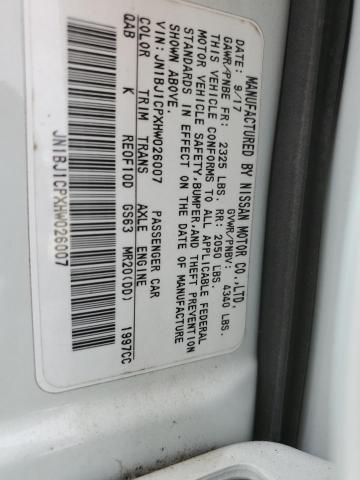 MANUFACTURED BY NISSAN MOTOR CO.,LTD.
DATE: 9/17 GVWR/PNBV: 4340 LBS.
GAWR/PNBE FR: 2325 LBS. RR: 2050 LBS.
THIS VEHICLE CONFORMS TO ALL APPLICABLE FEDERAL
MOTOR VEHICLE SAFETY,BUMPER,AND THEFT PREVENTION
STANDARDS IN EFFECT ON THE DATE OF MANUFACTURE
SHOWN ABOVE.
VIN:JN1BJ1CPXHW026007 PASSENGER CAR
COLOR TRIM TRANS AXLE ENGINE
QAB K RE0F10D GS63 MR20(DD) 1997CC
JN1BJ1CPXHW026007